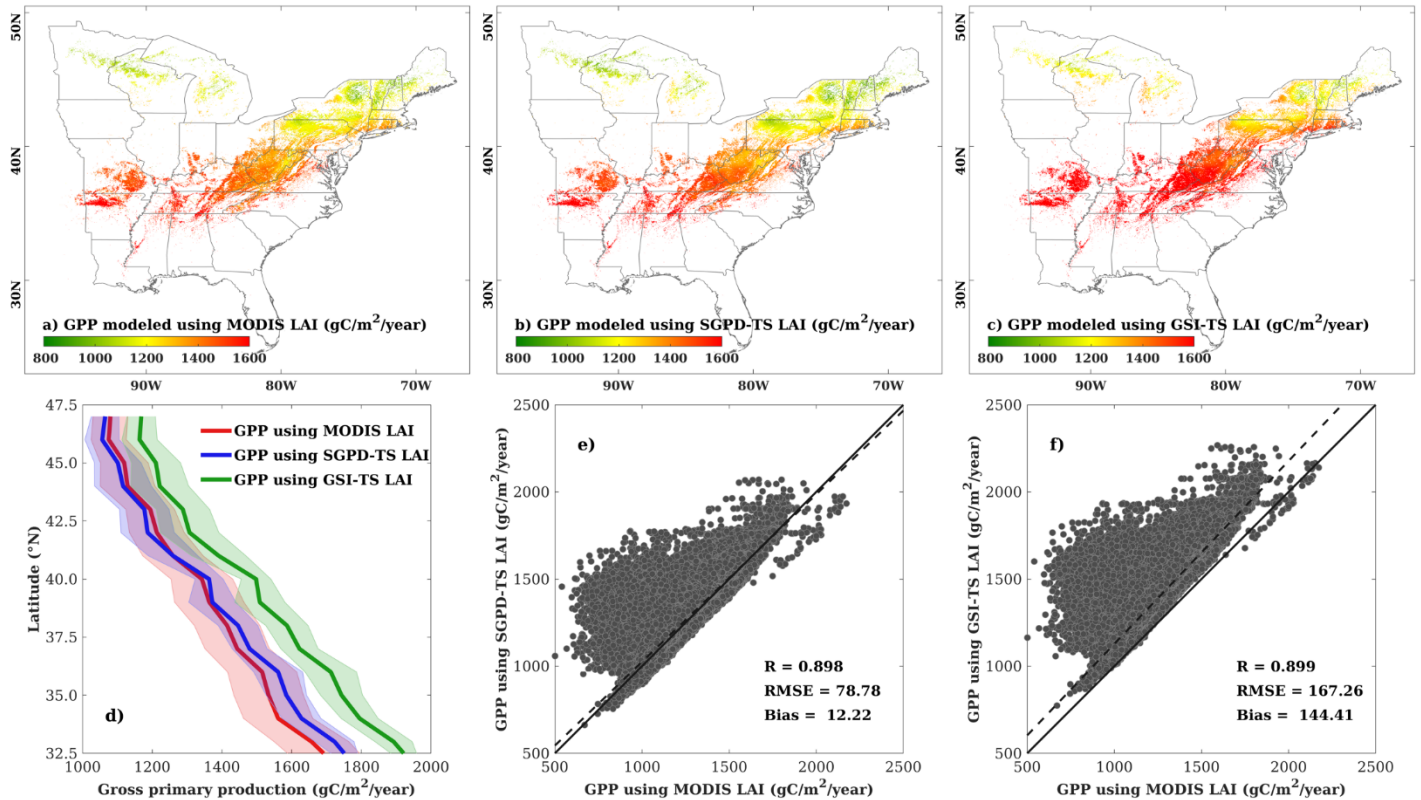 50N
40N
30N
a) GPP modeled using MODIS LAI (gC/m²/year)
800 1000 1200 1400 1600
90W 80W 70W
50N
40N
30N
b) GPP modeled using SGPD-TS LAI (gC/m²/year)
800 1000 1200 1400 1600
90W 80W 70W
50N
40N
30N
c) GPP modeled using GSI-TS LAI (gC/m²/year)
800 1000 1200 1400 1600
90W 80W 70W
47.5
45.0
42.5
40.0
37.5
35.0
32.5
Latitude (°N)
GPP using MODIS LAI
GPP using SGPD-TS LAI
GPP using GSI-TS LAI
d)
1000 1200 1400 1600 1800 2000
Gross primary production (gC/m²/year)
2500
2000
1500
1000
500
GPP using SGPD-TS LAI (gC/m²/year)
e)
R = 0.898
RMSE = 78.78
Bias = 12.22
500 1000 1500 2000 2500
GPP using MODIS LAI (gC/m²/year)
2500
2000
1500
1000
500
GPP using GSI-TS LAI (gC/m²/year)
f)
R = 0.899
RMSE = 167.26
Bias = 144.41
500 1000 1500 2000 2500
GPP using MODIS LAI (gC/m²/year)